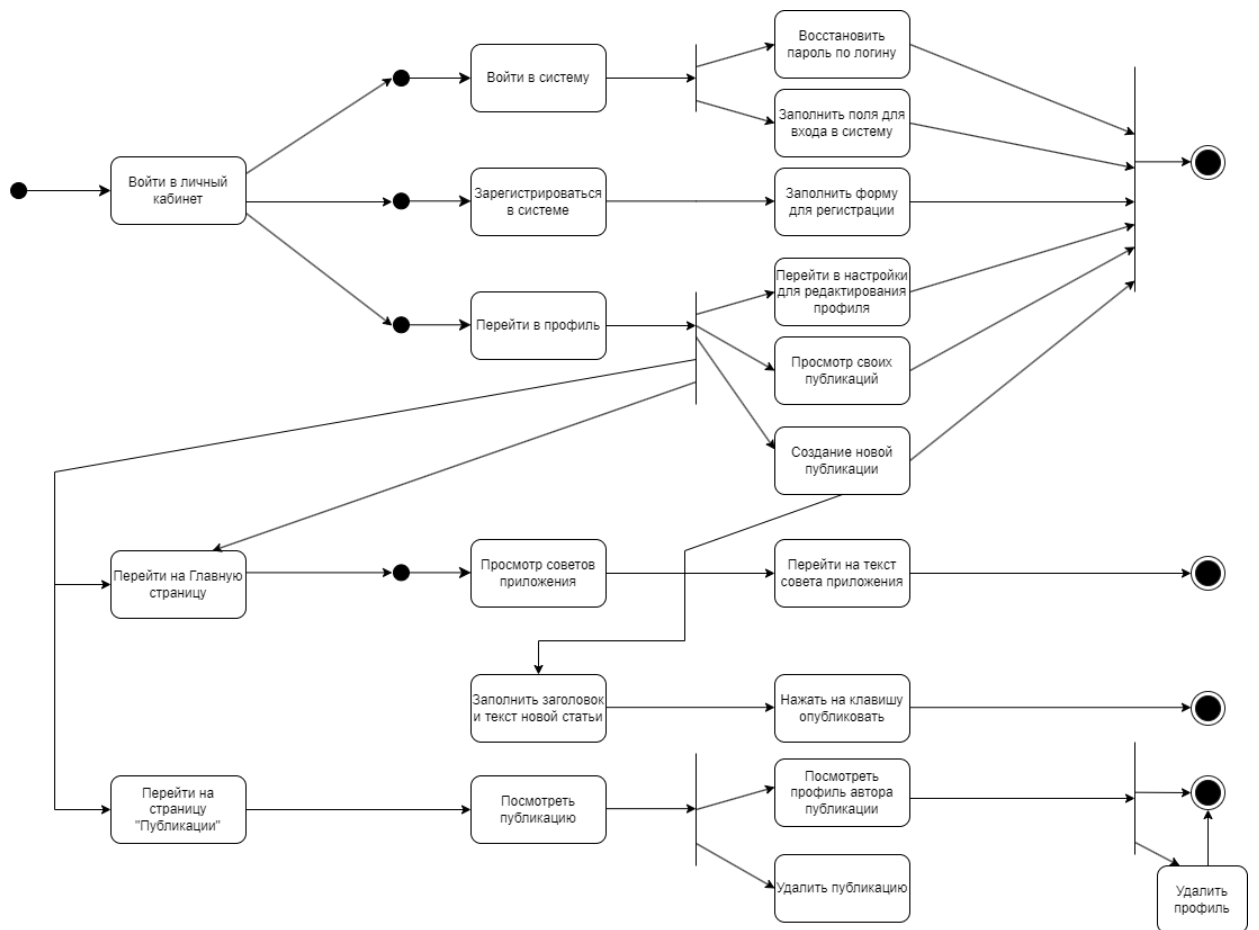 Восстановить
пароль по логину
Войти в систему
Заполнить поля для
входа в систему
Войти в личный
кабинет
Зарегистрироваться
в системе
Заполнить форму
для регистрации
Перейти в настройки
для редактирования
профиля
Перейти в профиль
Просмотр своих
публикаций
Создание новой
публикации
Перейти на Главную
страницу
Просмотр советов
приложения
Перейти на текст
совета приложения
Заполнить заголовок
и текст новой статьи
Нажать на клавишу
опубликовать
Перейти на
страницу
"Публикации"
Посмотреть
публикацию
Посмотреть
профиль автора
публикации
Удалить публикацию
Удалить
профиль